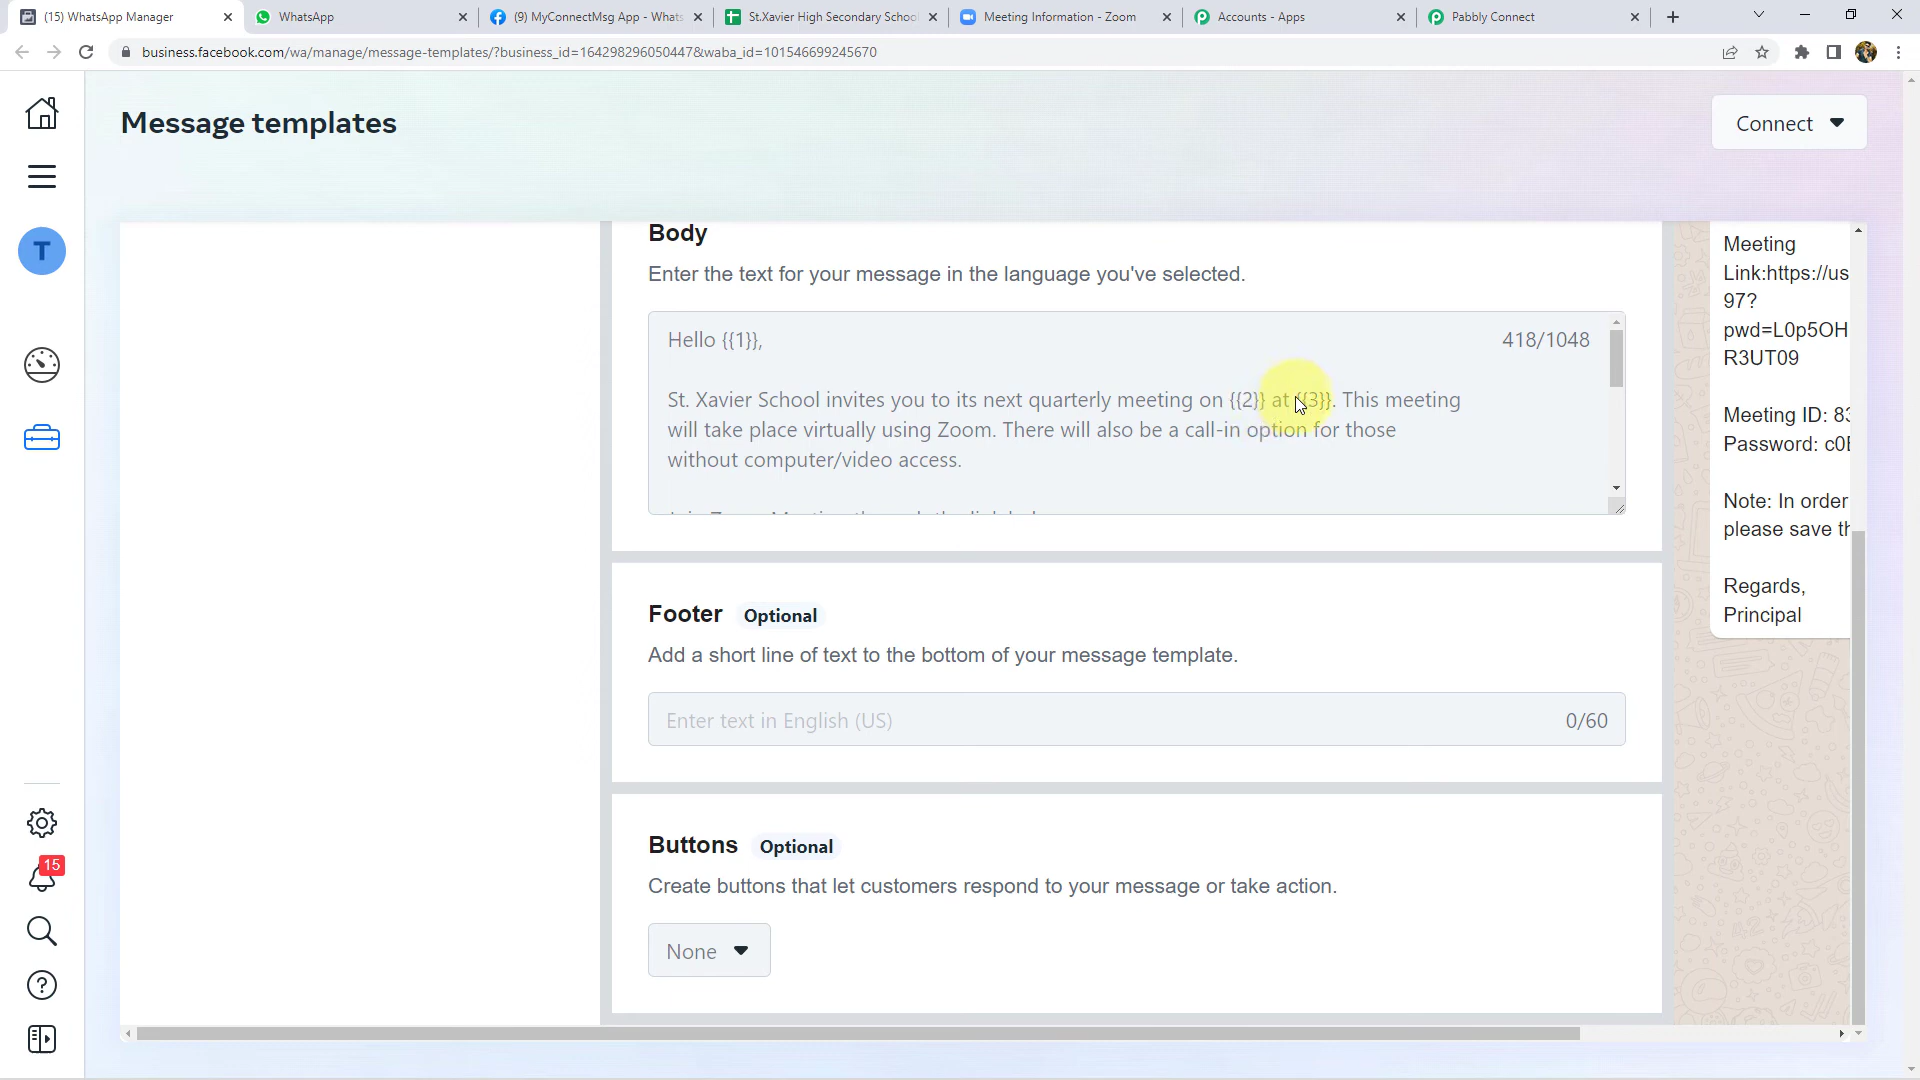 (15) WhatsApp Manager
WhatsApp
(9) MyConnectMsg App - Whats
St.Xavier High Secondary School
Meeting Information - Zoom
Accounts - Apps
Pabbly Connect
business.facebook.com/wa/manage/message-templates/?business_id=164298296050447&waba_id=101546699245670
Message templates
Connect
T
15
Body
Enter the text for your message in the language you've selected.
Hello {{1}},
418/1048
St. Xavier School invites you to its next quarterly meeting on {{2}} at {{3}}. This meeting
will take place virtually using Zoom. There will also be a call-in option for those
without computer/video access.
Footer Optional
Add a short line of text to the bottom of your message template.
Enter text in English (US)
0/60
Buttons Optional
Create buttons that let customers respond to your message or take action.
None
Meeting
Link:https://us
97?
pwd=L0p5OH
R3UT09
Meeting ID: 83
Password: c0
Note: In order
please save
Regards,
Principal